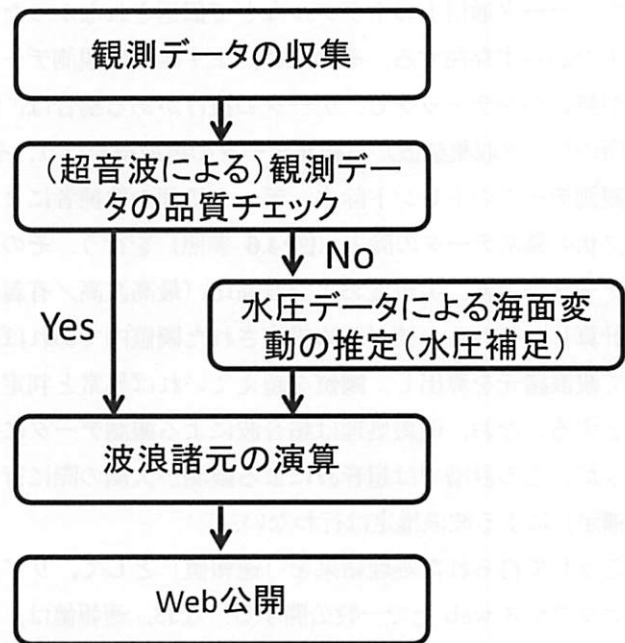 観測データの収集
(超音波による)観測デー
タの品質チェック
No
Yes
水圧データによる海面変
動の推定(水圧補足)
波浪諸元の演算
Web公開